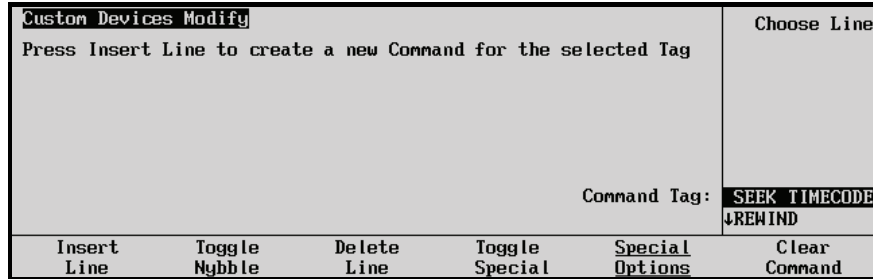 Custom Devices Modify
Choose Line
Press Insert Line to create a new Command for the selected Tag
Command Tag: SEEK TIMECODE
↓REWIND
Insert Line
Toggle Nybble
Delete Line
Toggle Special
Special Options
Clear Command